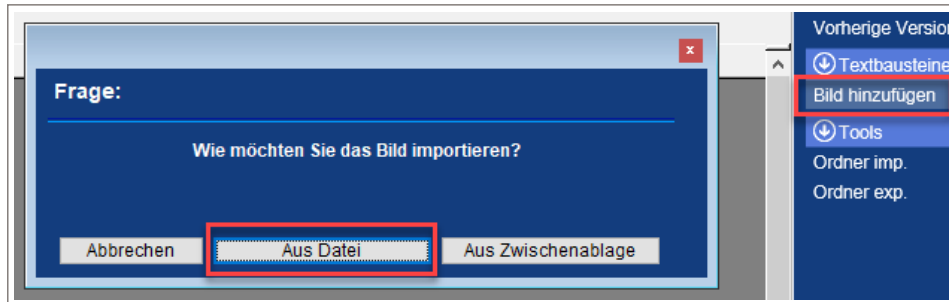 Vorherige Version
x
Textbausteine
Frage:
Bild hinzufügen
Wie möchten Sie das Bild importieren?
Tools
Ordner imp.
Ordner exp.
Abbrechen
Aus Datei
Aus Zwischenablage